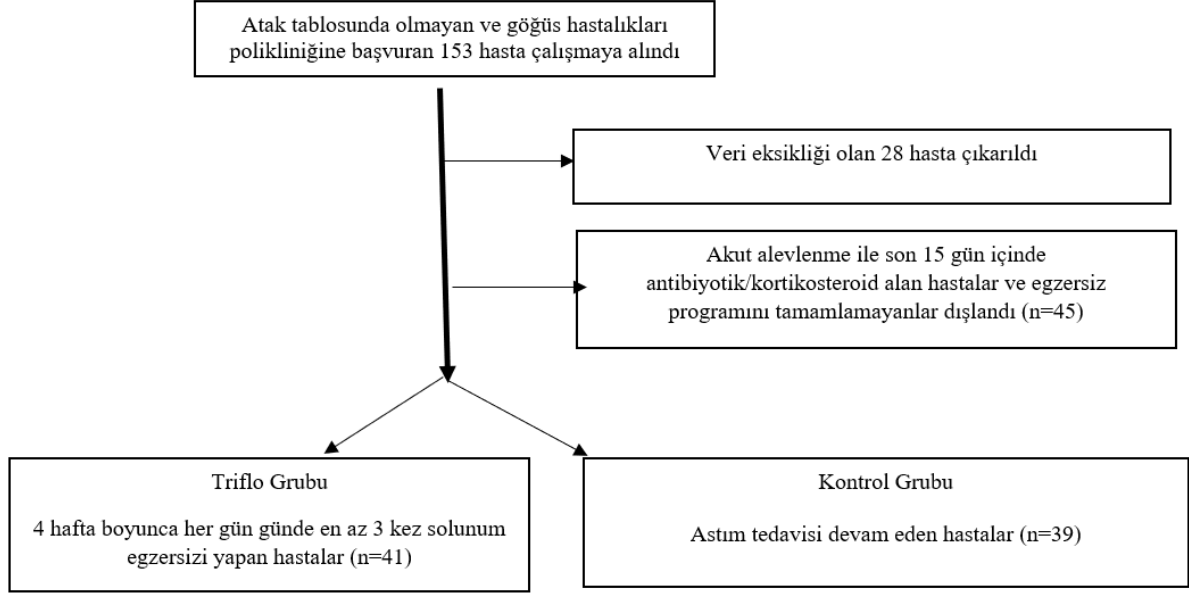 Atak tablosunda olmayan ve göğüs hastalıkları
polikliniğine başvuran 153 hasta çalışmaya alındı
Veri eksikliği olan 28 hasta çıkarıldı
Akut alevlenme ile son 15 gün içinde
antibiyotik/kortikosteroid alan hastalar ve egzersiz
programını tamamlamayanlar dışlandı (n=45)
Triflo Grubu
4 hafta boyunca her gün günde en az 3 kez solunum
egzersizi yapan hastalar (n=41)
Kontrol Grubu
Astım tedavisi devam eden hastalar (n=39)